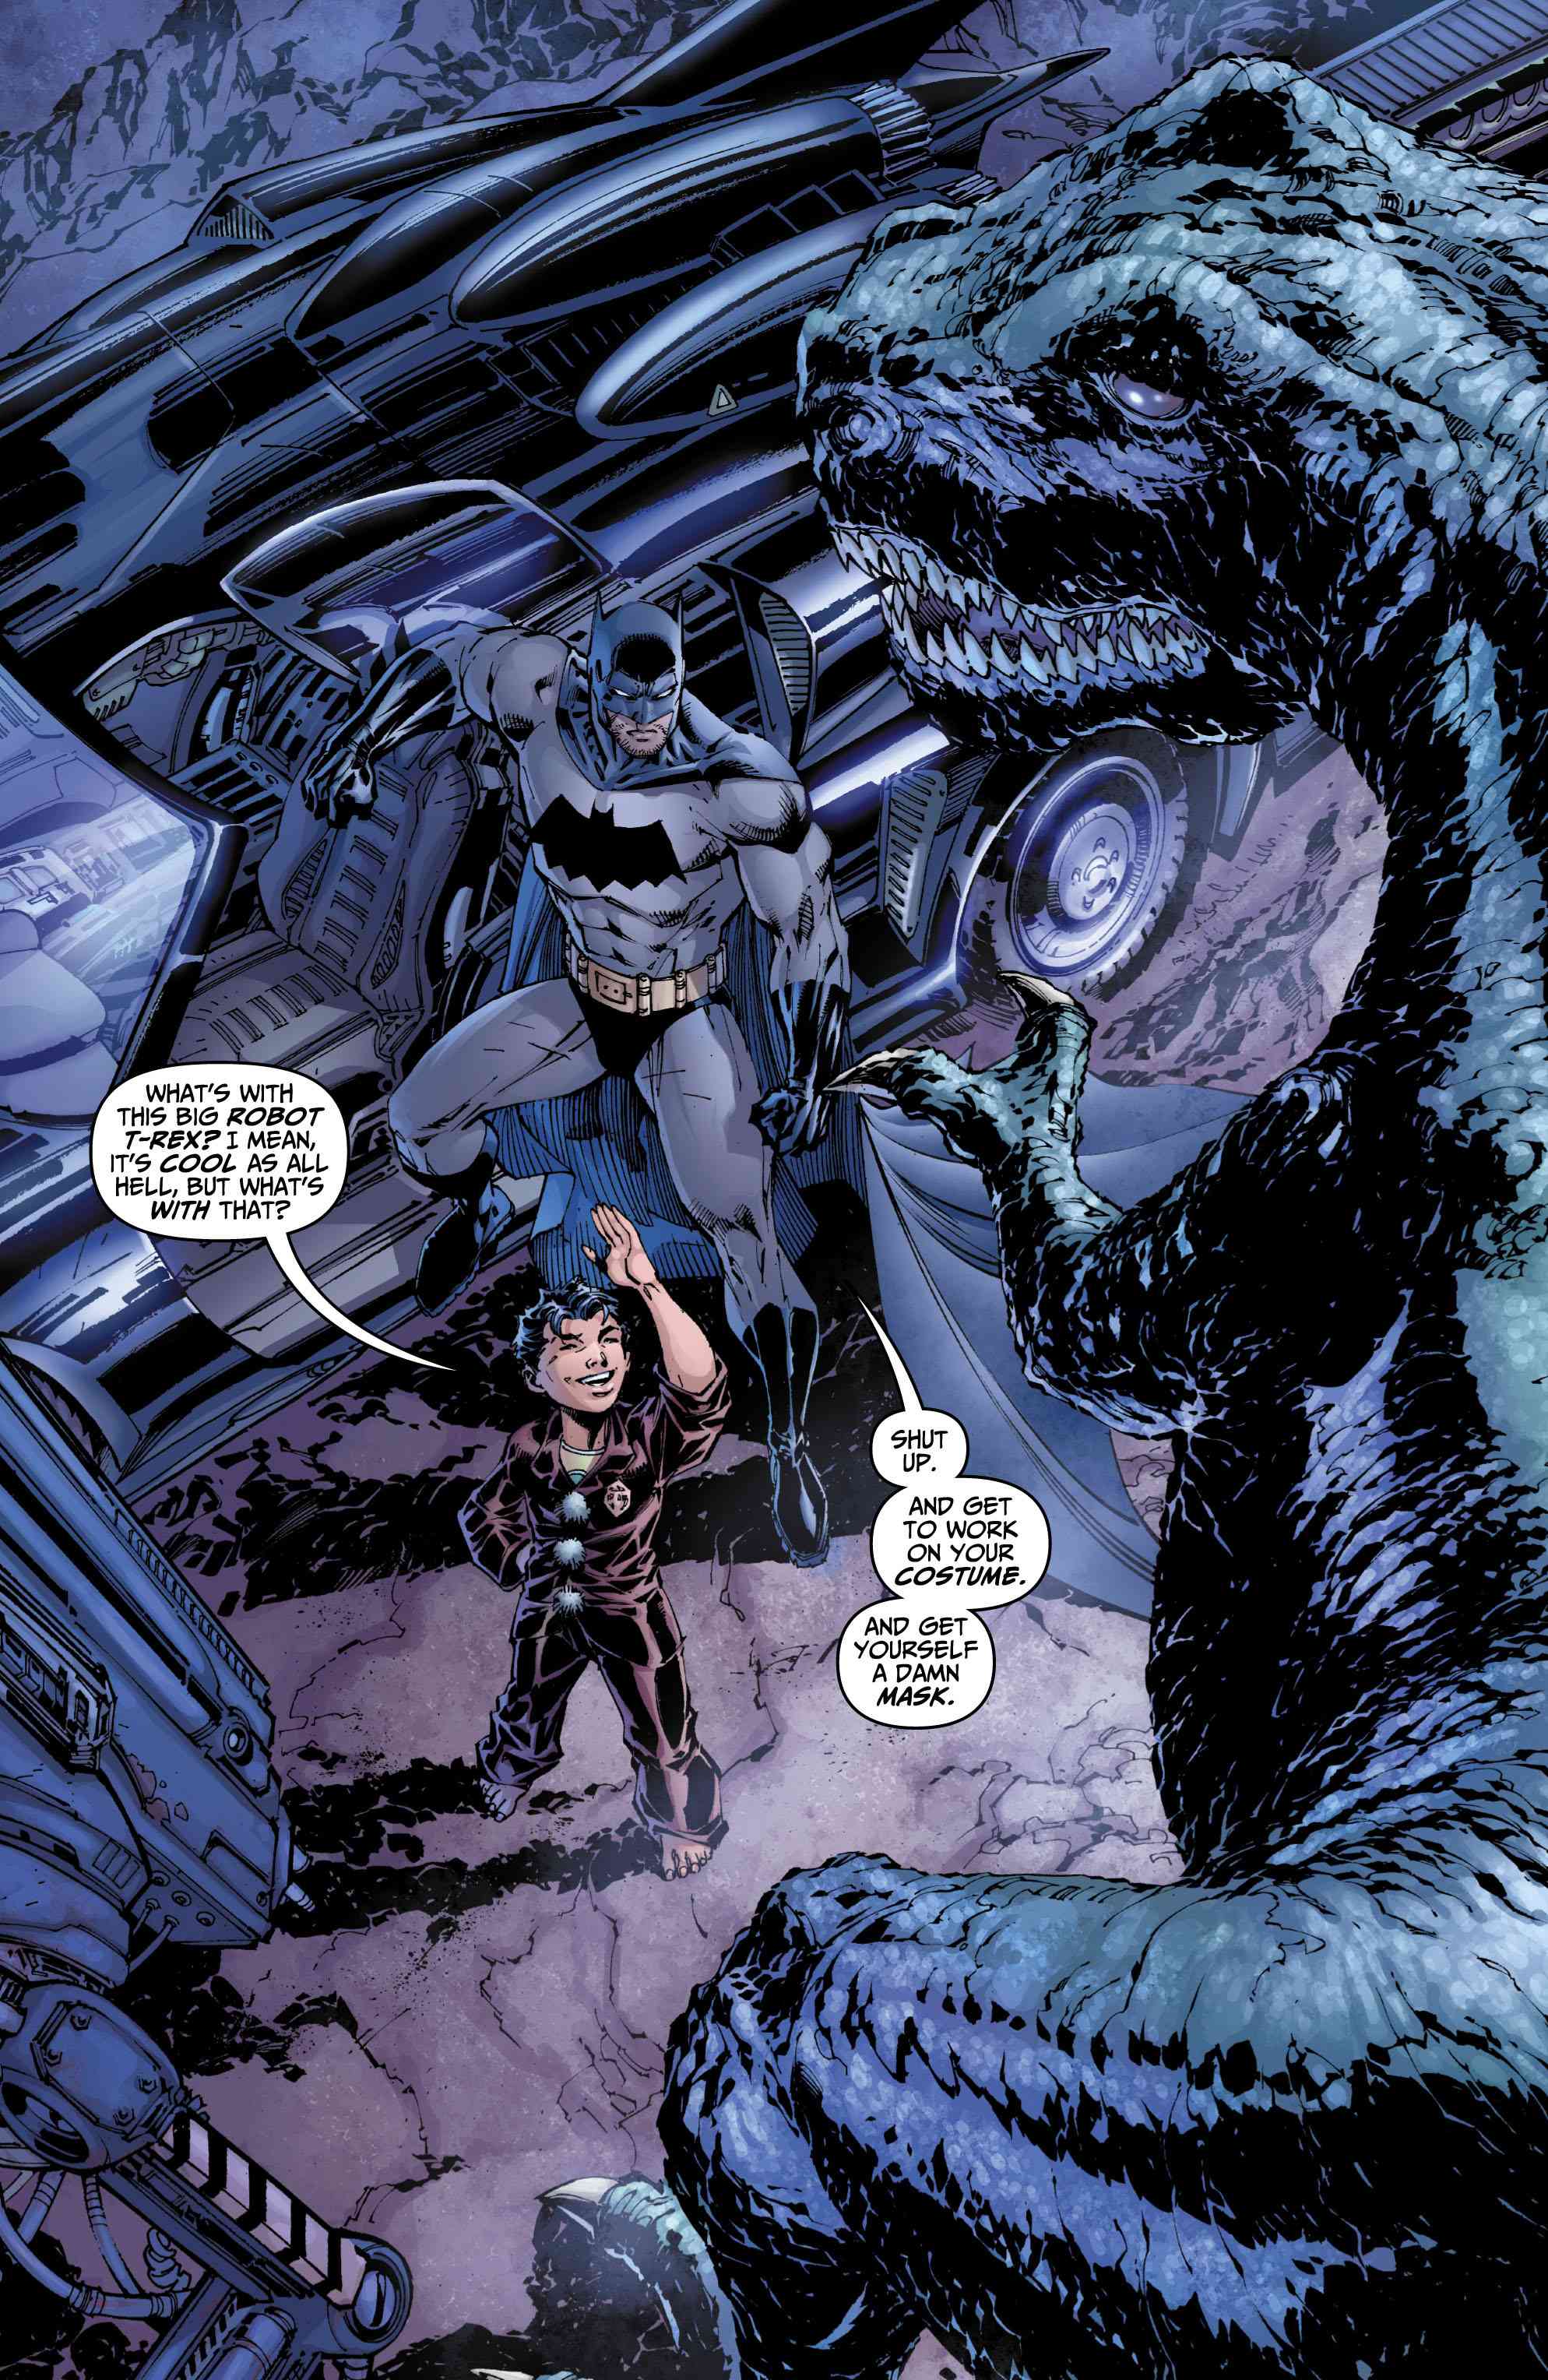 WHAT'S WITH
THIS BIG ROBOT
T-REX? I MEAN,
IT'S COOL AS ALL
HELL, BUT WHAT'S
WITH THAT?
SHUT
UP.
AND GET
TO WORK
ON YOUR
COSTUME.
AND GET
YOURSELF
A DAMN
MASK.